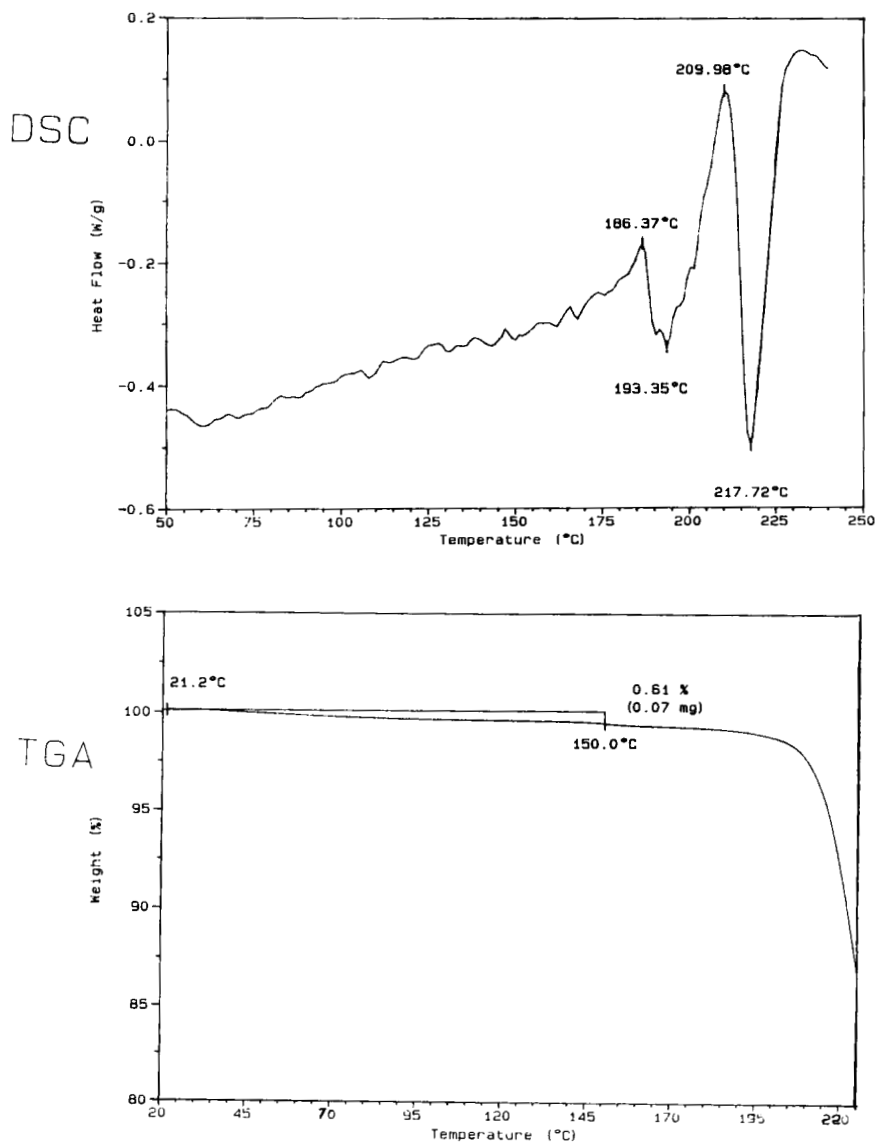 DSC
0.2
0.0
-0.2
-0.4
-0.6
Heat Flow (W/g)
186.37°C
193.35°C
209.98°C
217.72°C
50 75 100 125 150 175 200 225 250
Temperature (°C)
TGA
105
100
95
90
85
80
Weight (%)
21.2°C
0.61 %
(0.07 mg)
150.0°C
20 45 70 95 120 145 170 195 220
Temperature (°C)